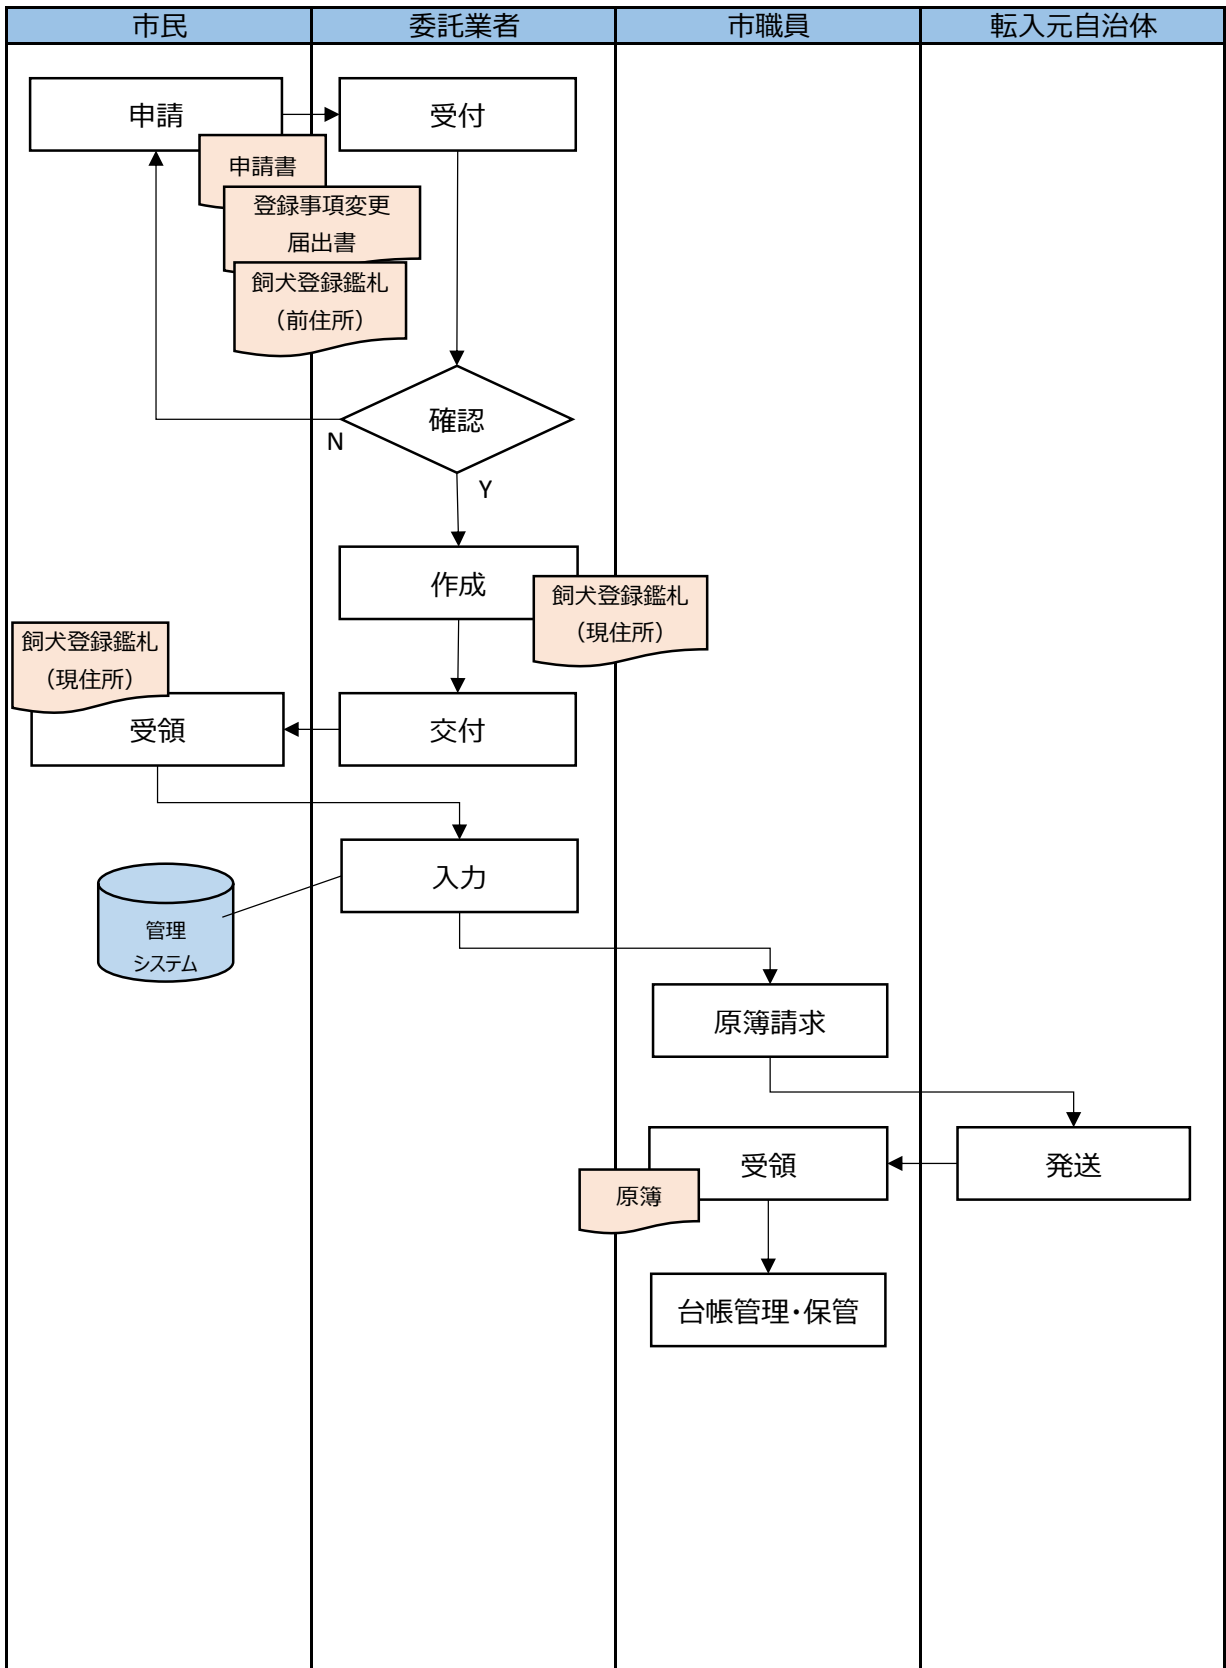 市民
委託業者
市職員
転入元自治体
申請
受付
申請書
登録事項変更
届出書
飼犬登録鑑札
（前住所）
確認
N
Y
作成
飼犬登録鑑札
（現住所）
飼犬登録鑑札
（現住所）
受領
交付
入力
管理
システム
原簿請求
受領
発送
原簿
台帳管理・保管